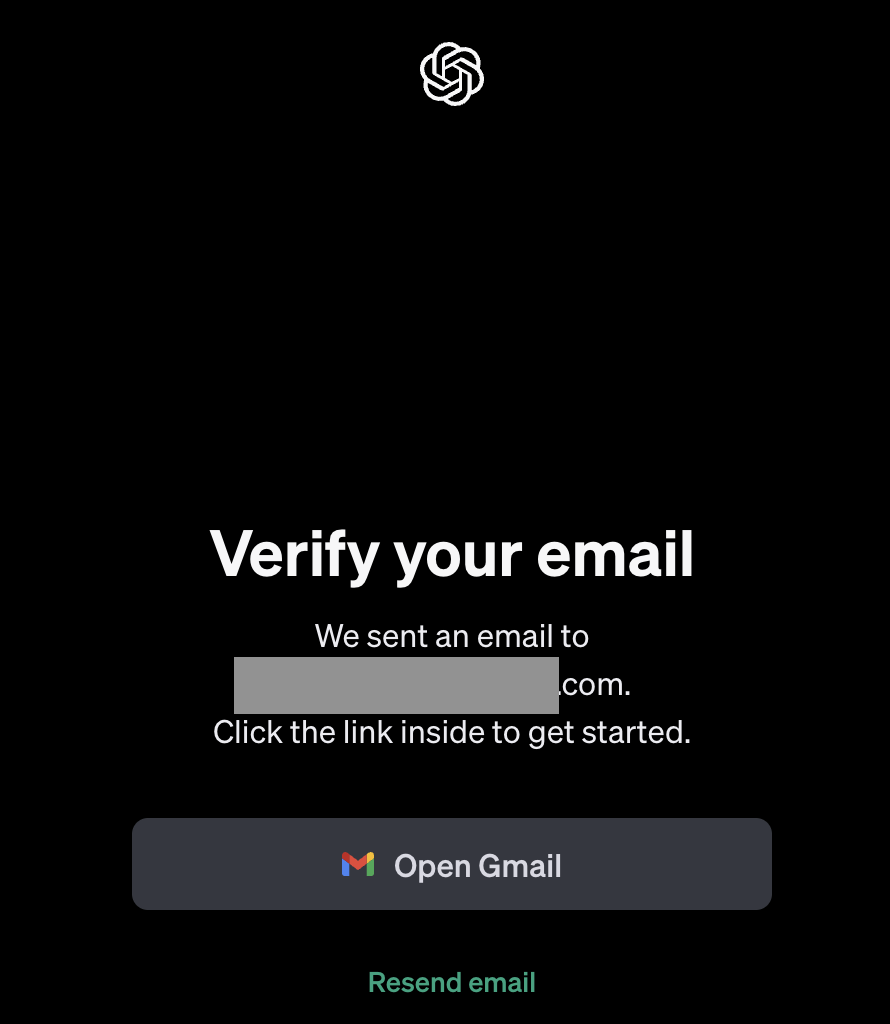 Verify your email
We sent an email to
.com.
Click the link inside to get started.
Open Gmail
Resend email